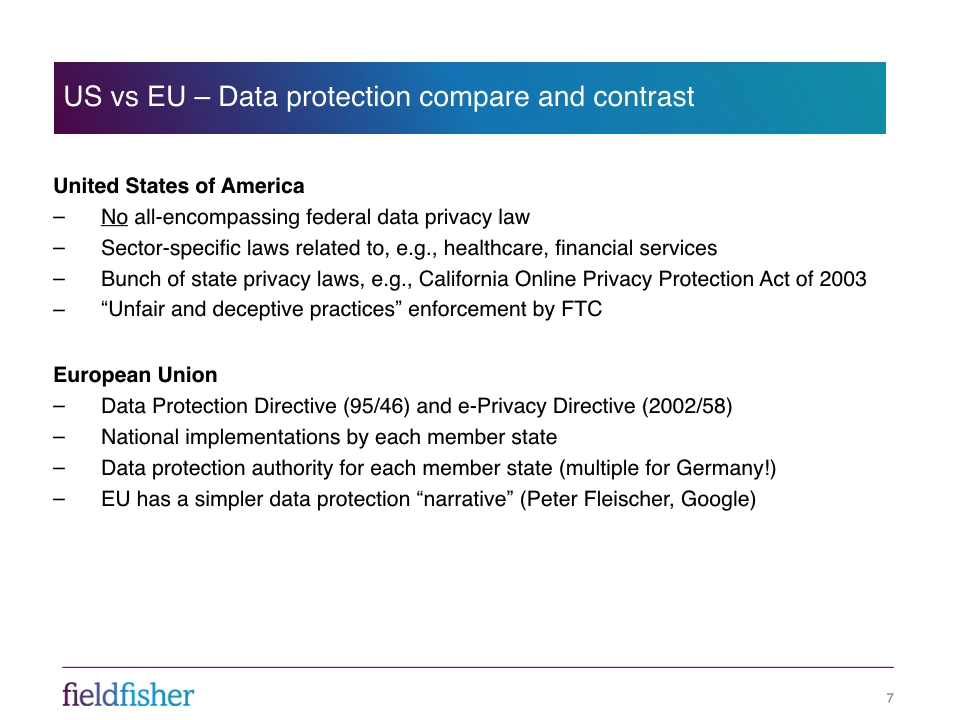 US vs EU – Data protection compare and contrast
United States of America
– No all-encompassing federal data privacy law
– Sector-specific laws related to, e.g., healthcare, financial services
– Bunch of state privacy laws, e.g., California Online Privacy Protection Act of 2003
– “Unfair and deceptive practices” enforcement by FTC
European Union
– Data Protection Directive (95/46) and e-Privacy Directive (2002/58)
– National implementations by each member state
– Data protection authority for each member state (multiple for Germany!)
– EU has a simpler data protection “narrative” (Peter Fleischer, Google)
fieldfisher
7